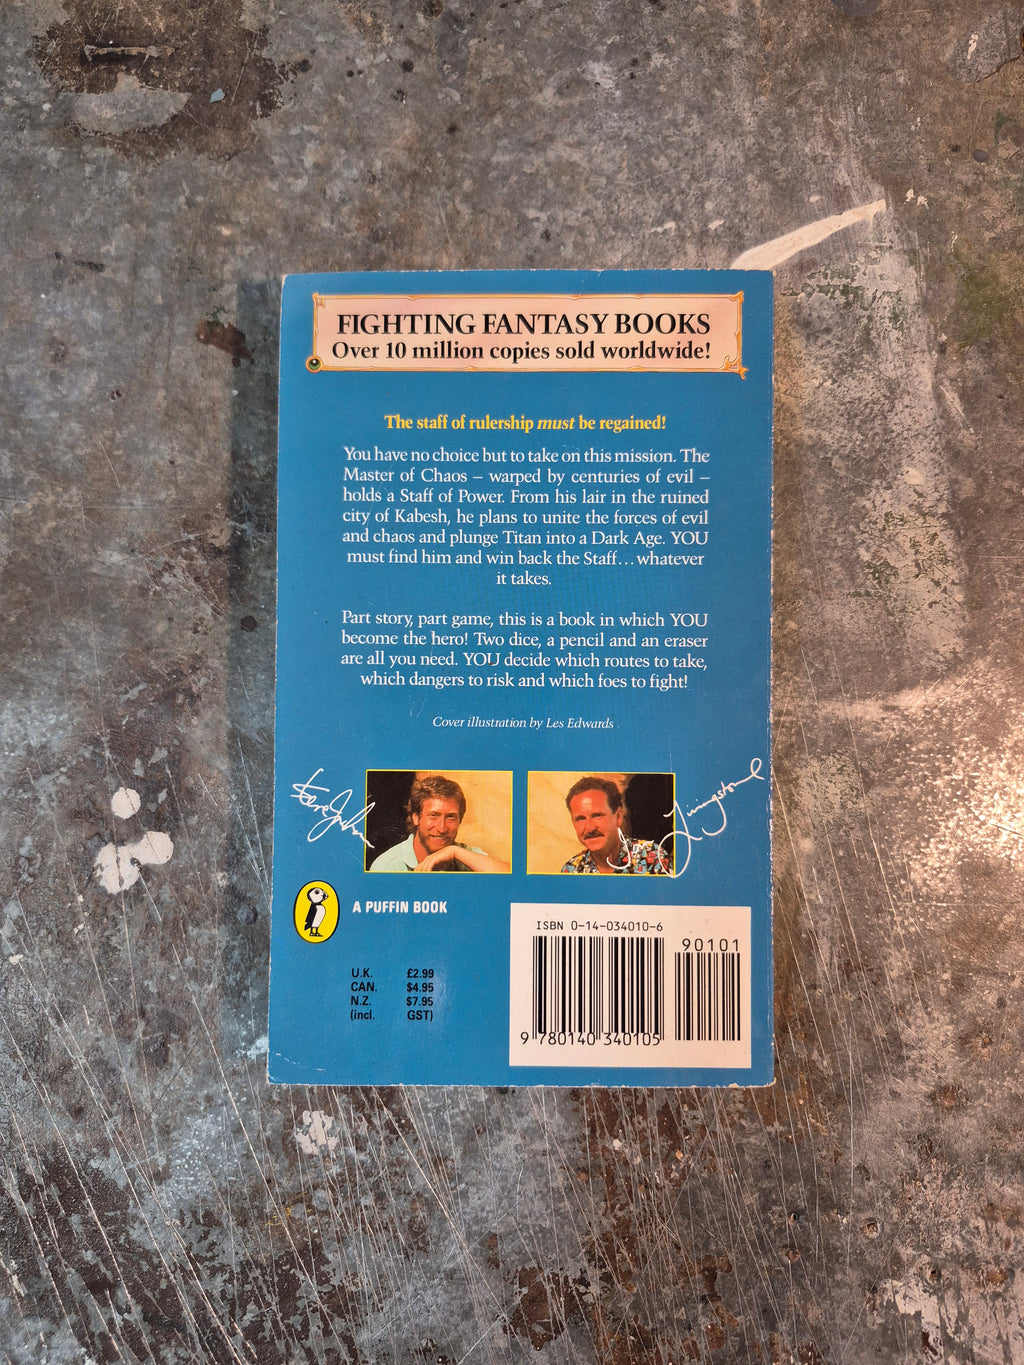 FIGHTING FANTASY BOOKS
Over 10 million copies sold worldwide!
The staff of rulership must be regained!
You have no choice but to take on this mission. The
Master of Chaos – warped by centuries of evil –
holds a Staff of Power. From his lair in the ruined
city of Kabesh, he plans to unite the forces of evil
and chaos and plunge Titan into a Dark Age. YOU
must find him and win back the Staff...whatever
it takes.
Part story, part game, this is a book in which YOU
become the hero! Two dice, a pencil and an eraser
are all you need. YOU decide which routes to take,
which dangers to risk and which foes to fight!
Cover illustration by Les Edwards
Steve Jackson
Ian Livingstone
A PUFFIN BOOK
U.K. £2.99
CAN. $4.95
N.Z. $7.95
(incl. GST)
ISBN 0-14-034010-6
90101
9 780140 340105